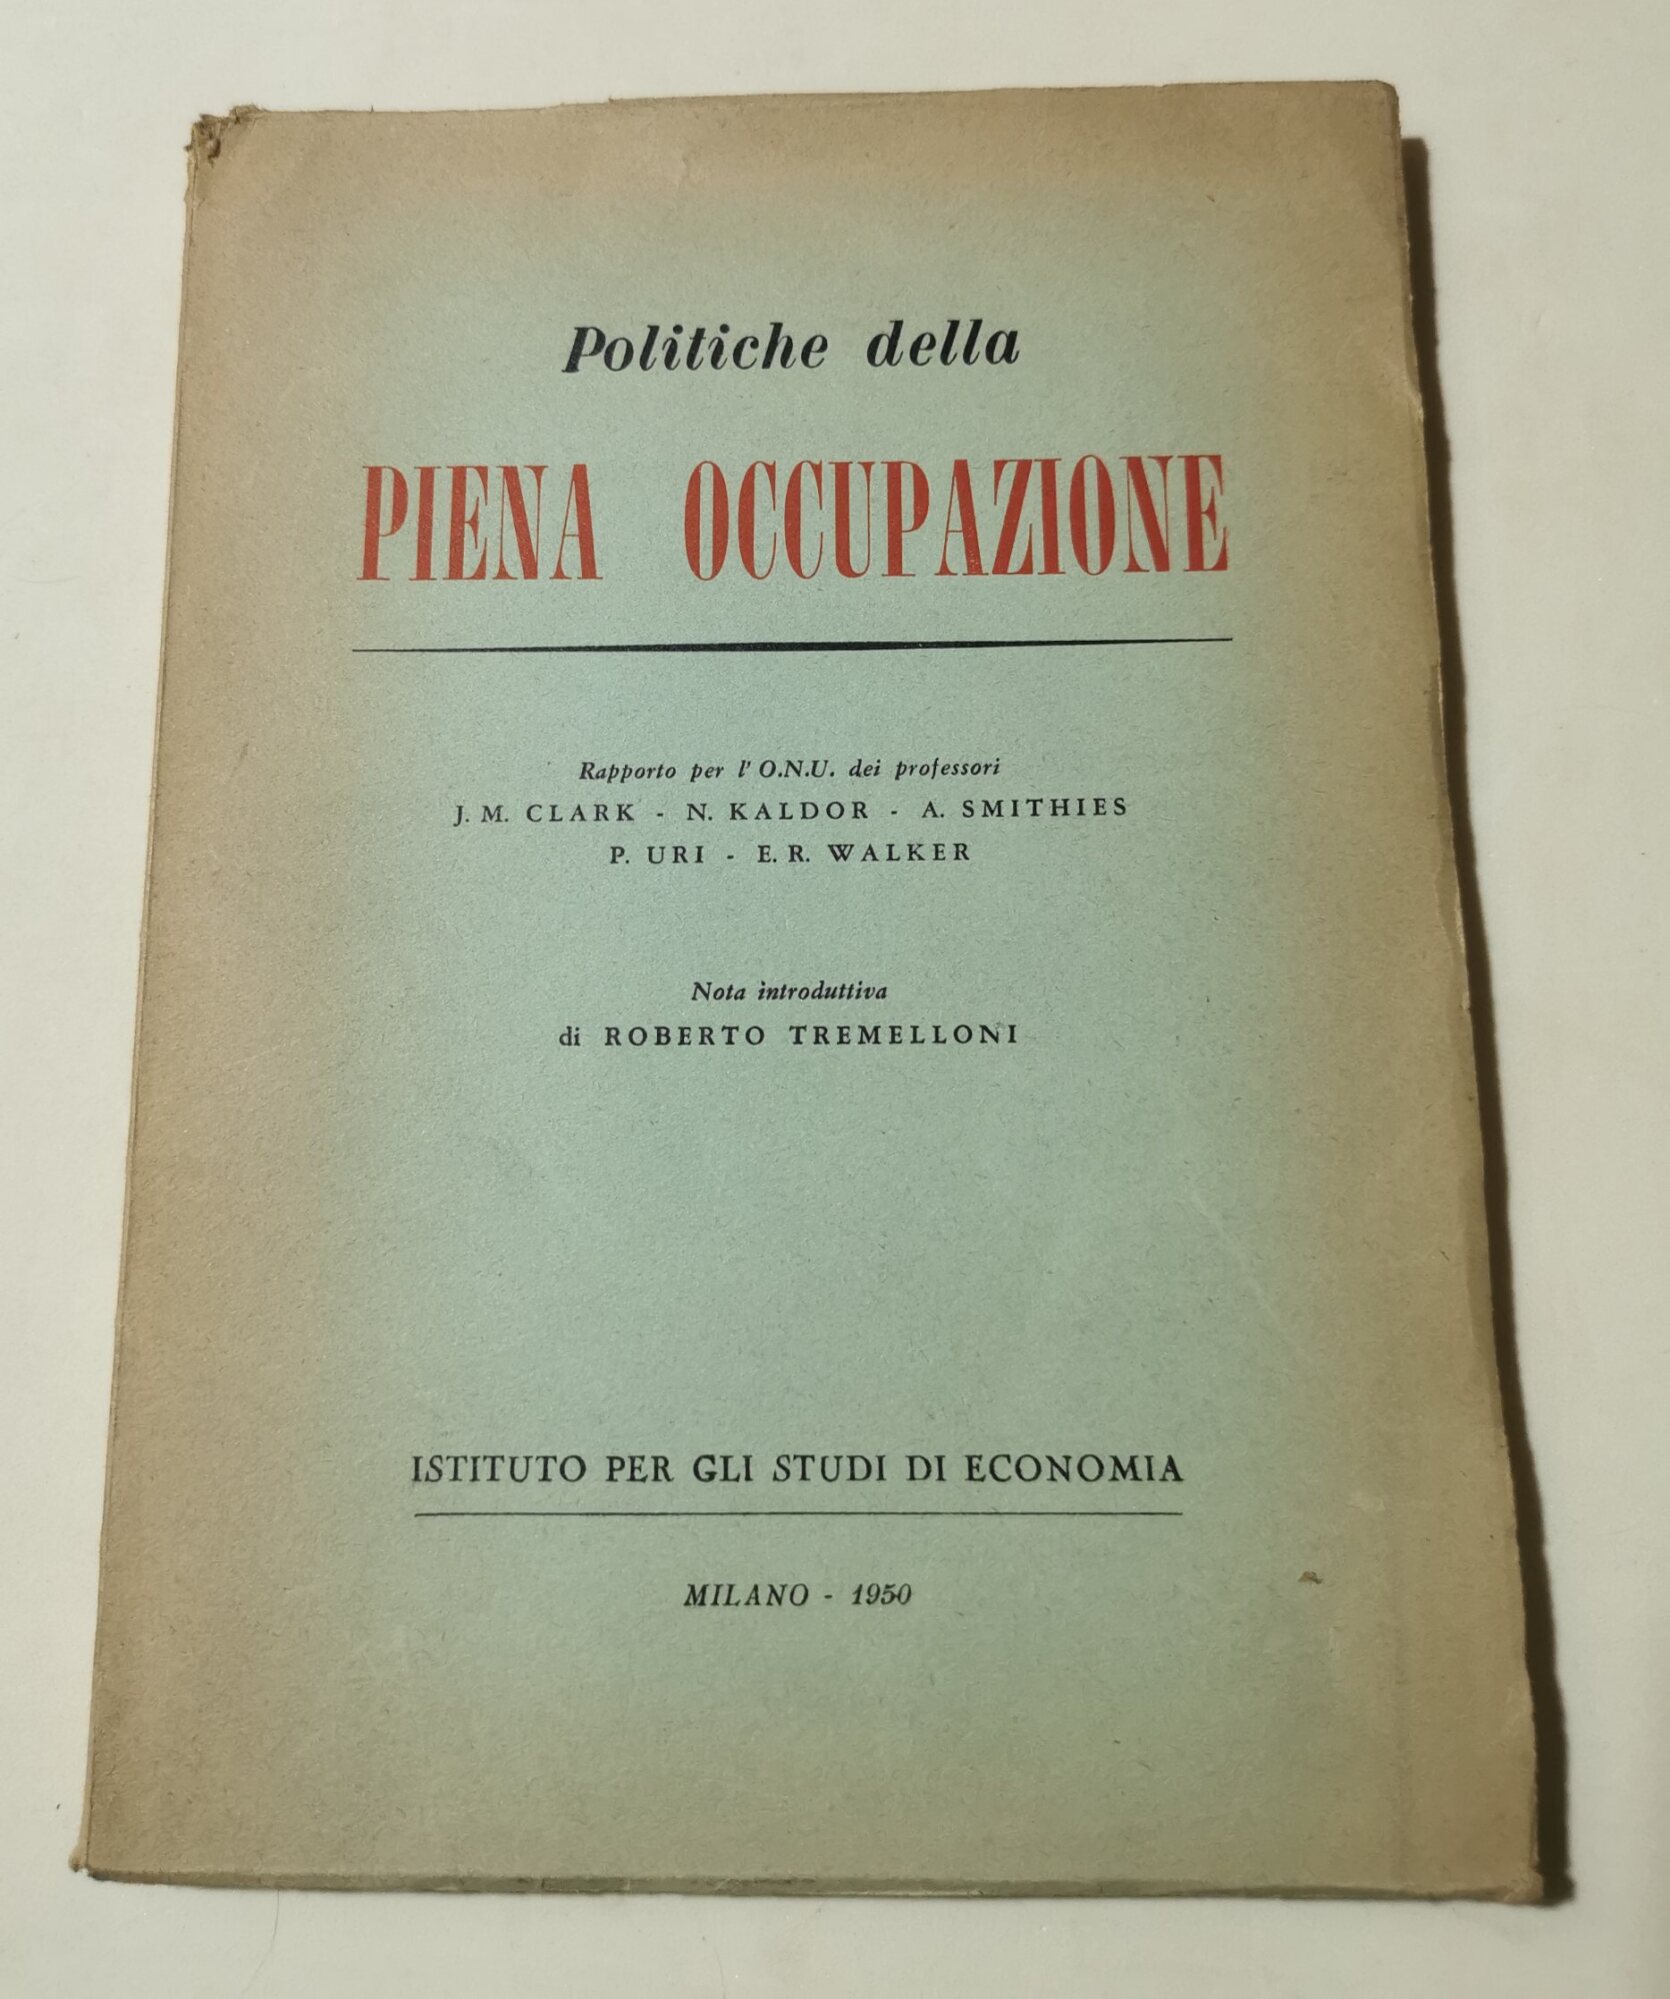 Politiche della
PIENA OCCUPAZIONE
Rapporto per l'O.N.U. dei professori
J. M. CLARK - N. KALDOR - A. SMITHIES
P. URI - E. R. WALKER
Nota introduttiva
di ROBERTO TREMELLONI
ISTITUTO PER GLI STUDI DI ECONOMIA
MILANO - 1950